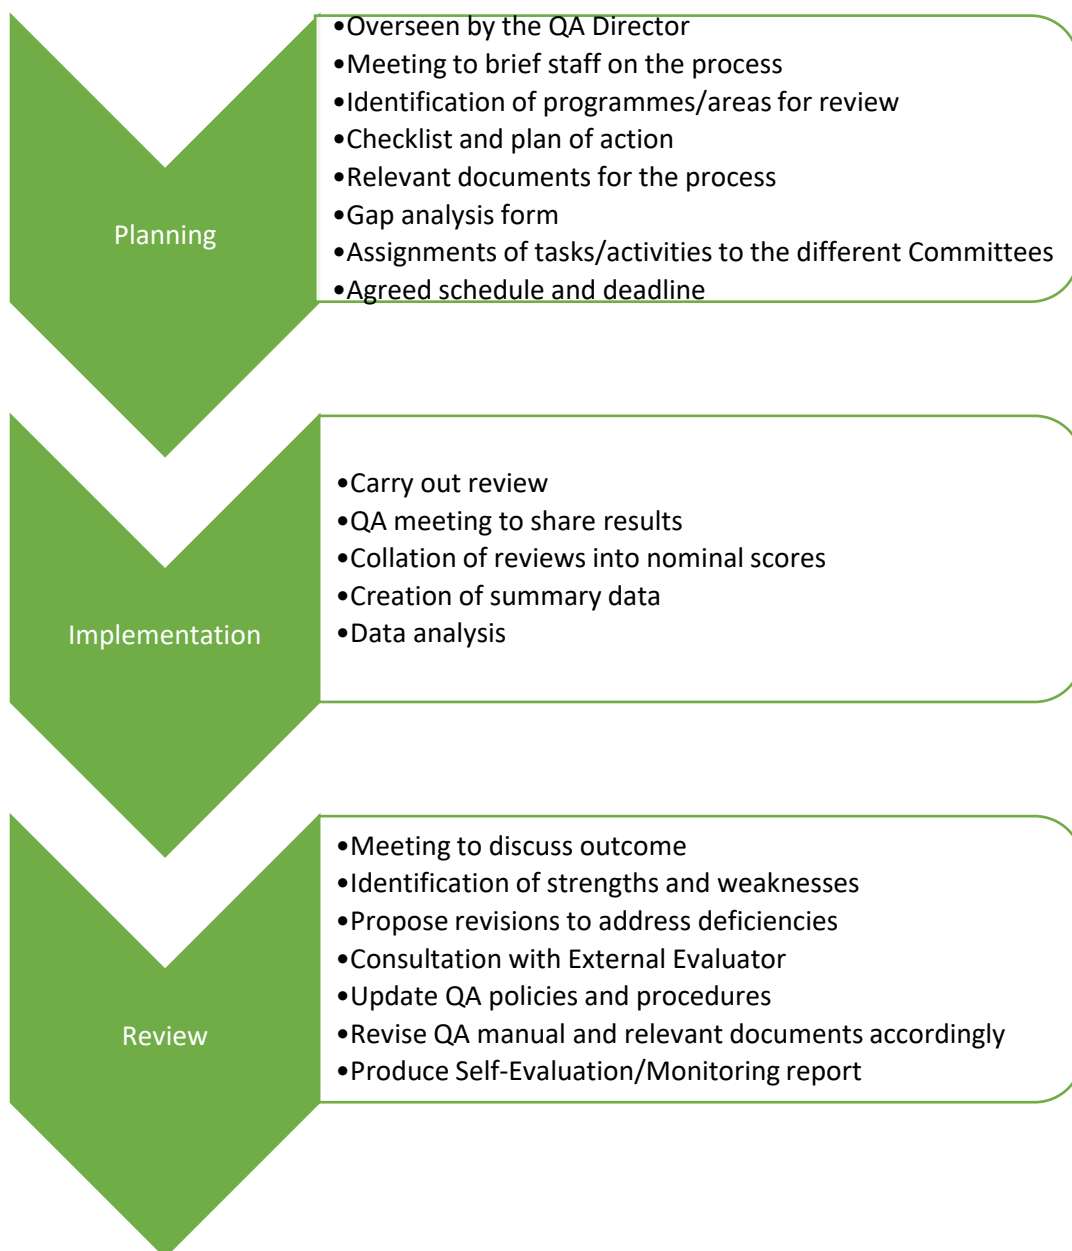 Planning
•Overseen by the QA Director
•Meeting to brief staff on the process
•Identification of programmes/areas for review
•Checklist and plan of action
•Relevant documents for the process
•Gap analysis form
•Assignments of tasks/activities to the different Committees
•Agreed schedule and deadline
Implementation
•Carry out review
•QA meeting to share results
•Collation of reviews into nominal scores
•Creation of summary data
•Data analysis
Review
•Meeting to discuss outcome
•Identification of strengths and weaknesses
•Propose revisions to address deficiencies
•Consultation with External Evaluator
•Update QA policies and procedures
•Revise QA manual and relevant documents accordingly
•Produce Self-Evaluation/Monitoring report